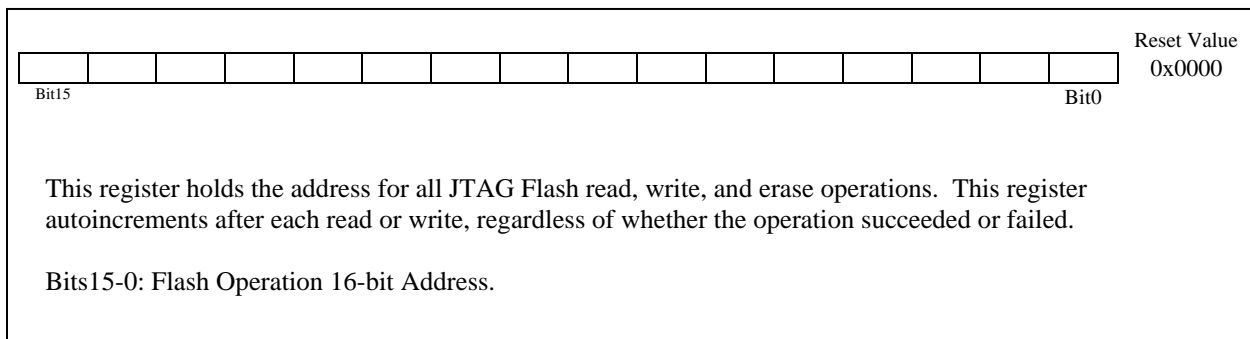 Reset Value
0x0000
Bit15
Bit0
This register holds the address for all JTAG Flash read, write, and erase operations.  This register
autoincrements after each read or write, regardless of whether the operation succeeded or failed.
Bits15-0: Flash Operation 16-bit Address.